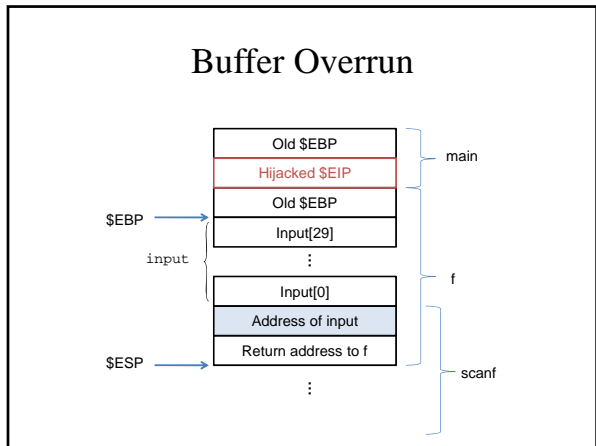 Buffer Overrun
Old $EBP
Hijacked $EIP
main
Old $EBP
$EBP
Input[29]
input
⋮
f
Input[0]
Address of input
Return address to f
$ESP
scanf
⋮